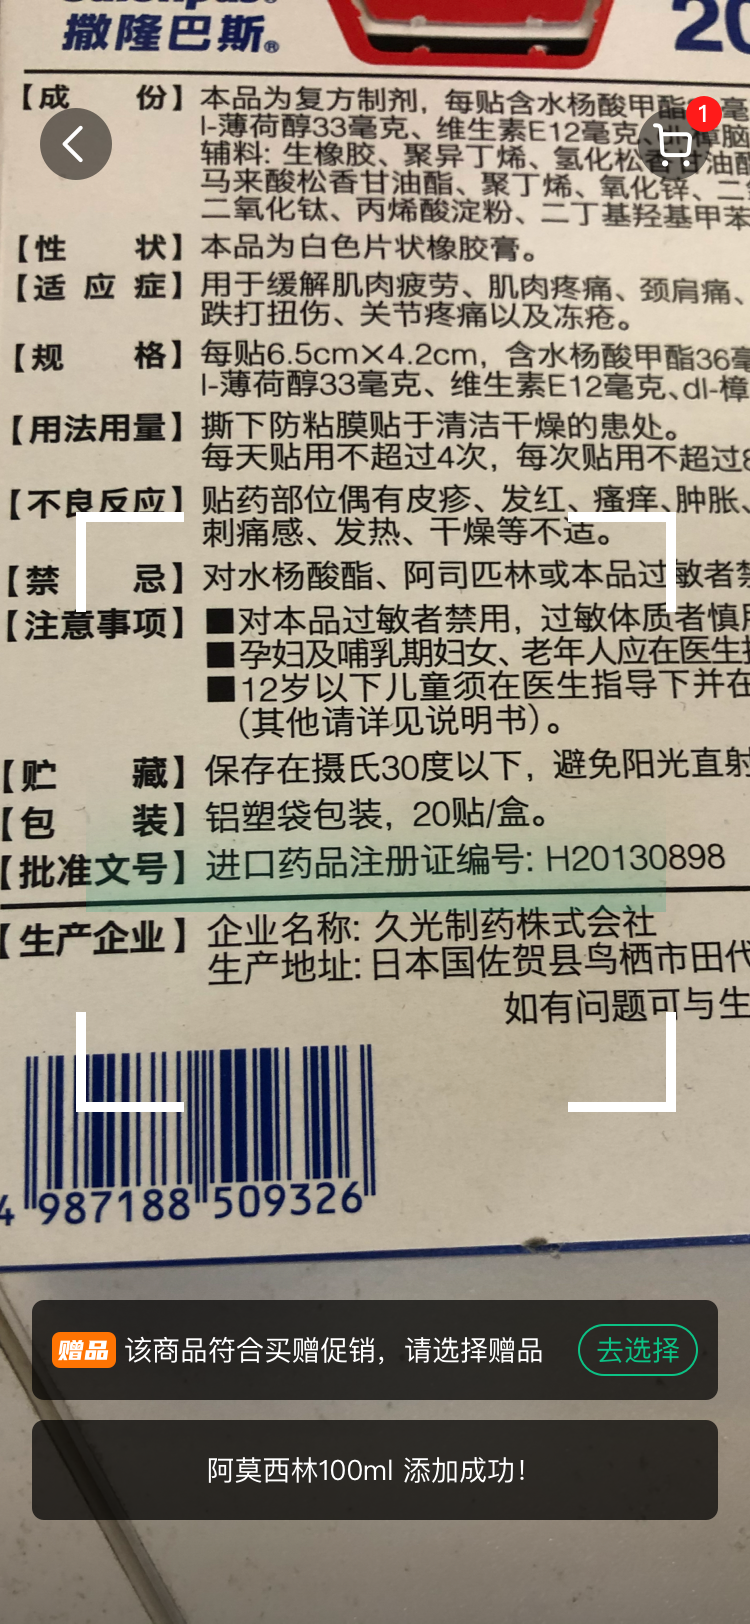 撒隆巴斯®
20
【成份】本品为复方制剂，每贴含水杨酸甲酯
l-薄荷醇33毫克、维生素E12毫克、
辅料：生橡胶、聚异丁烯、氢化松香甘油酯
马来酸松香甘油酯、聚丁烯、氧化锌、二
二氧化钛、丙烯酸淀粉、二丁基羟基甲苯
【性状】本品为白色片状橡胶膏。
【适应症】用于缓解肌肉疲劳、肌肉疼痛、颈肩痛、
跌打扭伤、关节疼痛以及冻疮。
【规格】每贴6.5cm×4.2cm，含水杨酸甲酯36毫
l-薄荷醇33毫克、维生素E12毫克、dl-樟
【用法用量】撕下防粘膜贴于清洁干燥的患处。
每天贴用不超过4次，每次贴用不超过8
【不良反应】贴药部位偶有皮疹、发红、瘙痒、肿胀、
刺痛感、发热、干燥等不适。
【禁忌】对水杨酸酯、阿司匹林或本品过敏者禁
【注意事项】■对本品过敏者禁用，过敏体质者慎用
■孕妇及哺乳期妇女、老年人应在医生指
■12岁以下儿童须在医生指导下并在
（其他请详见说明书）。
【贮藏】保存在摄氏30度以下，避免阳光直射
【包装】铝塑袋包装，20贴/盒。
【批准文号】进口药品注册证编号：H20130898
【生产企业】企业名称：久光制药株式会社
生产地址：日本国佐贺县鸟栖市田代
如有问题可与生
4 987188 509326
1
赠品 该商品符合买赠促销，请选择赠品 去选择
阿莫西林100ml 添加成功！